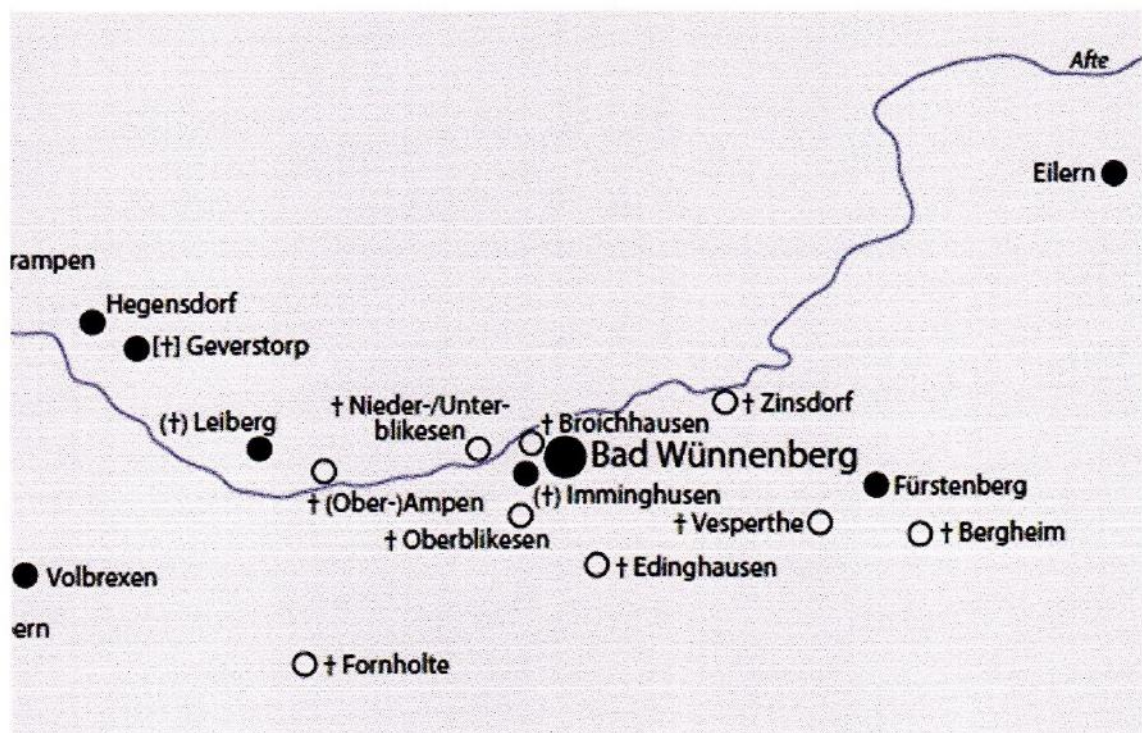 Afte
Eilern
rampen
Hegensdorf
[†] Geverstorp
† Nieder-/Unter-
blikesen
† Zinsdorf
(†) Leiberg
† Broichhausen
Bad Wünnenberg
Fürstenberg
† (Ober-)Ampen
(†) Imminghusen
† Oberblikesen
† Vesperthe
† Bergheim
† Edinghausen
Volbrexen
ern
† Fornholte